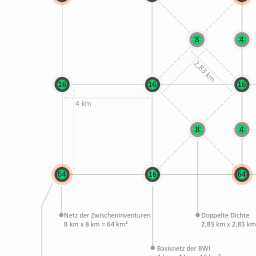 8
4
2,83 km
16
16
16
4 km
8
4
64
16
64
Netz der Zwischeninventuren
8 km x 8 km = 64 km²
Doppelte Dichte
2,83 km x 2,83 km
Basisnetz der BWI